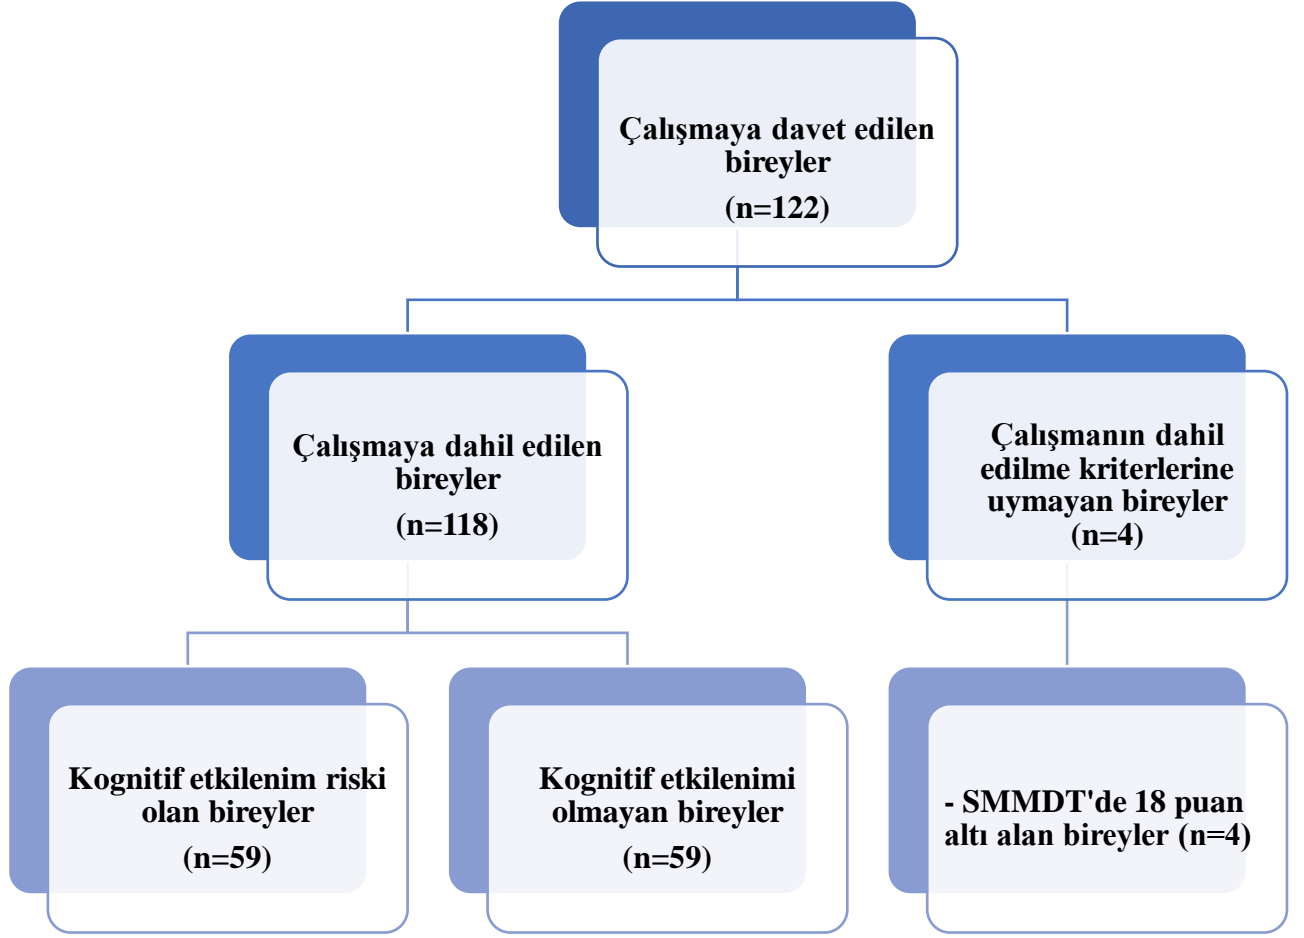 Çalışmaya davet edilen
bireyler
(n=122)
Çalışmaya dahil edilen
bireyler
(n=118)
Çalışmanın dahil
edilme kriterlerine
uymayan bireyler
(n=4)
Kognitif etkilenim riski
olan bireyler
(n=59)
Kognitif etkilenimi
olmayan bireyler
(n=59)
- SMMDT'de 18 puan
altı alan bireyler (n=4)